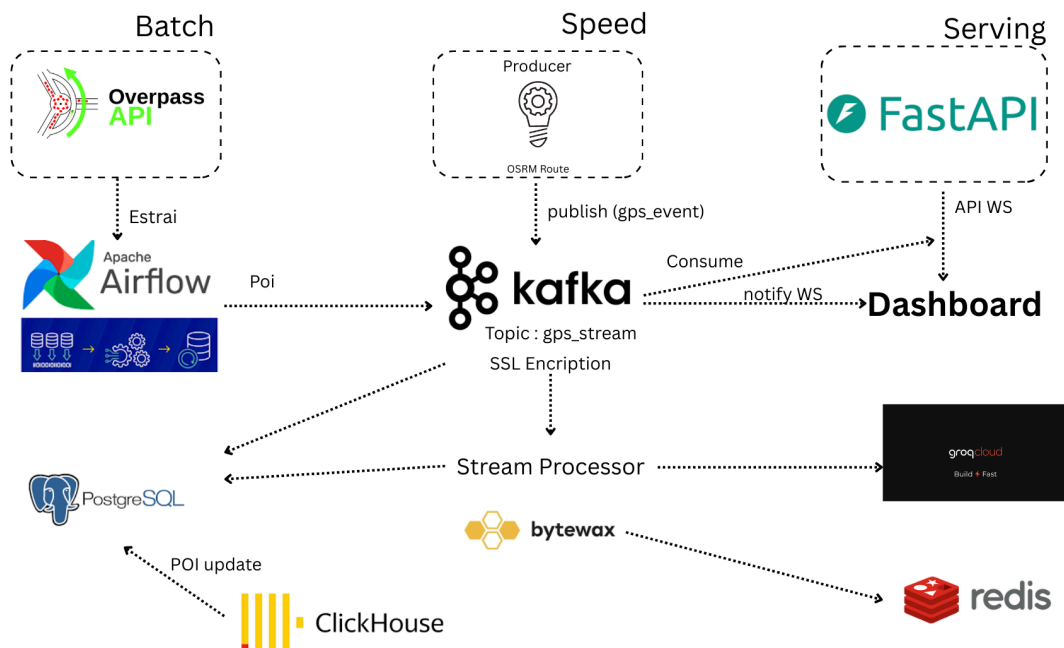 Batch
Speed
Serving
Overpass
API
Producer
OSRM Route
FastAPI
Estrai
publish (gps_event)
API WS
Apache
Airflow
Poi
kafka
Consume
notify WS
Dashboard
Topic : gps_stream
SSL Encription
Stream Processor
groqcloud
Build Fast
PostgreSQL
bytewax
POI update
ClickHouse
redis